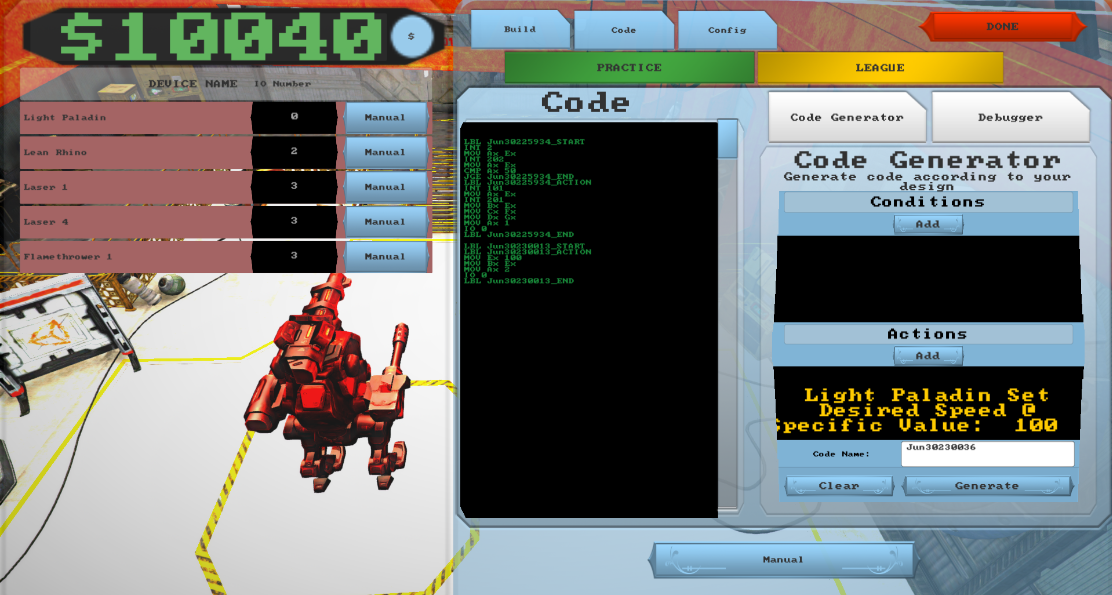 $10040
$
Build
Code
Config
DONE
PRACTICE
LEAGUE
DEVICE NAME IO Number
Light Paladin 0 Manual
Lean Rhino 2 Manual
Laser 1 3 Manual
Laser 4 3 Manual
Flamethrower 1 3 Manual
Code
LBL Jun30225934_START
INT 2
MOV Ax Ex
INT 202
MOV Ax Ex
CMP Ax 50
JGE Jun30225934_END
LBL Jun30225934_ACTION
INT 101
MOV Ax Ex
INT 201
MOV Bx Ex
MOV Cx Fx
MOV Dx Gx
MOV Ax 1
IO 0
LBL Jun30225934_END
LBL Jun30230013_START
LBL Jun30230013_ACTION
MOV Ex 100
MOV Bx Ex
MOV Ax 2
IO 0
LBL Jun30230013_END
Code Generator
Debugger
Code Generator
Generate code according to your
design
Conditions
Add
Actions
Add
Light Paladin Set
Desired Speed @
Specific Value: 100
Code Name: Jun30230036
Clear
Generate
Manual